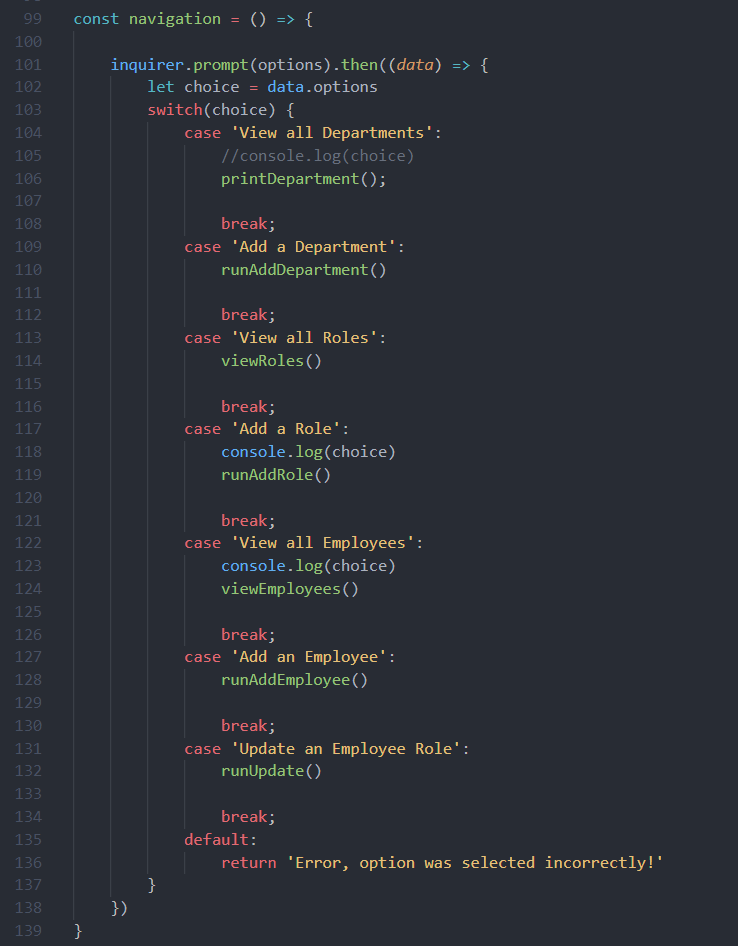 99 const navigation = () => {
100
101 inquirer.prompt(options).then((data) => {
102 let choice = data.options
103 switch(choice) {
104 case 'View all Departments':
105 //console.log(choice)
106 printDepartment();
107
108 break;
109 case 'Add a Department':
110 runAddDepartment()
111
112 break;
113 case 'View all Roles':
114 viewRoles()
115
116 break;
117 case 'Add a Role':
118 console.log(choice)
119 runAddRole()
120
121 break;
122 case 'View all Employees':
123 console.log(choice)
124 viewEmployees()
125
126 break;
127 case 'Add an Employee':
128 runAddEmployee()
129
130 break;
131 case 'Update an Employee Role':
132 runUpdate()
133
134 break;
135 default:
136 return 'Error, option was selected incorrectly!'
137 }
138 })
139 }